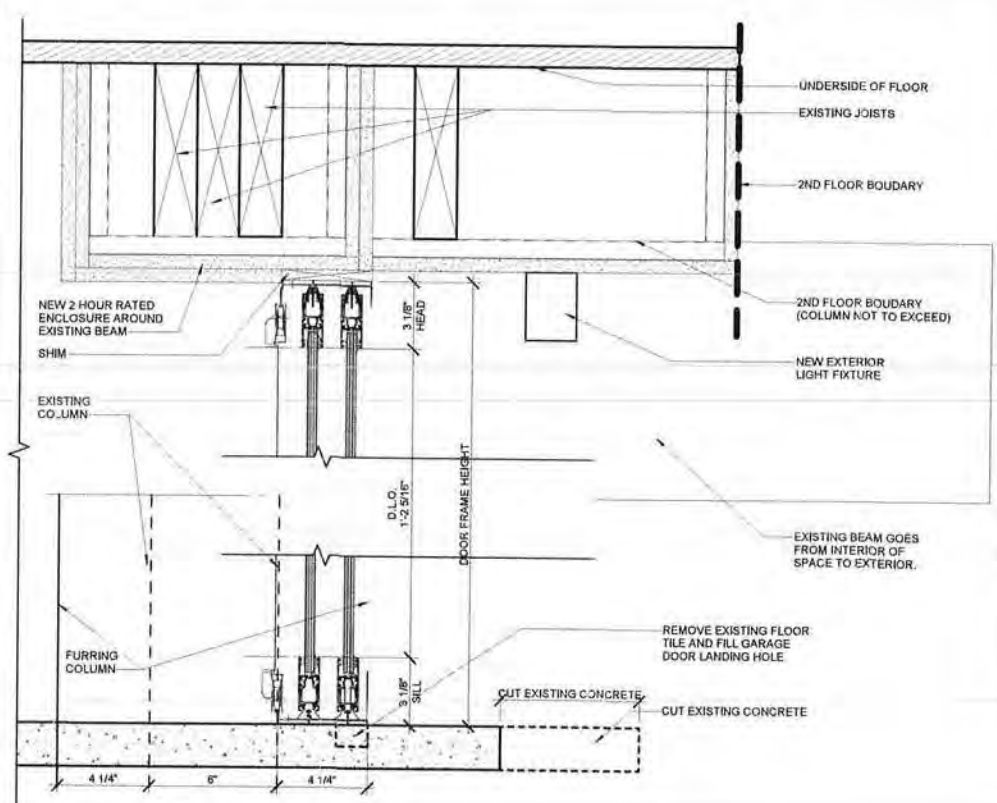 UNDERSIDE OF FLOOR
EXISTING JOISTS
2ND FLOOR BOUDARY
2ND FLOOR BOUDARY
(COLUMN NOT TO EXCEED)
NEW EXTERIOR
LIGHT FIXTURE
NEW 2 HOUR RATED
ENCLOSURE AROUND
EXISTING BEAM
SHIM
EXISTING
COLUMN
3 1/8"
HEAD
D.L.O.
1'-2 5/16"
DOOR FRAME HEIGHT
EXISTING BEAM GOES
FROM INTERIOR OF
SPACE TO EXTERIOR.
FURRING
COLUMN
REMOVE EXISTING FLOOR
TILE AND FILL GARAGE
DOOR LANDING HOLE
3 1/8"
SILL
CUT EXISTING CONCRETE
CUT EXISTING CONCRETE
4 1/4"
6"
4 1/4"